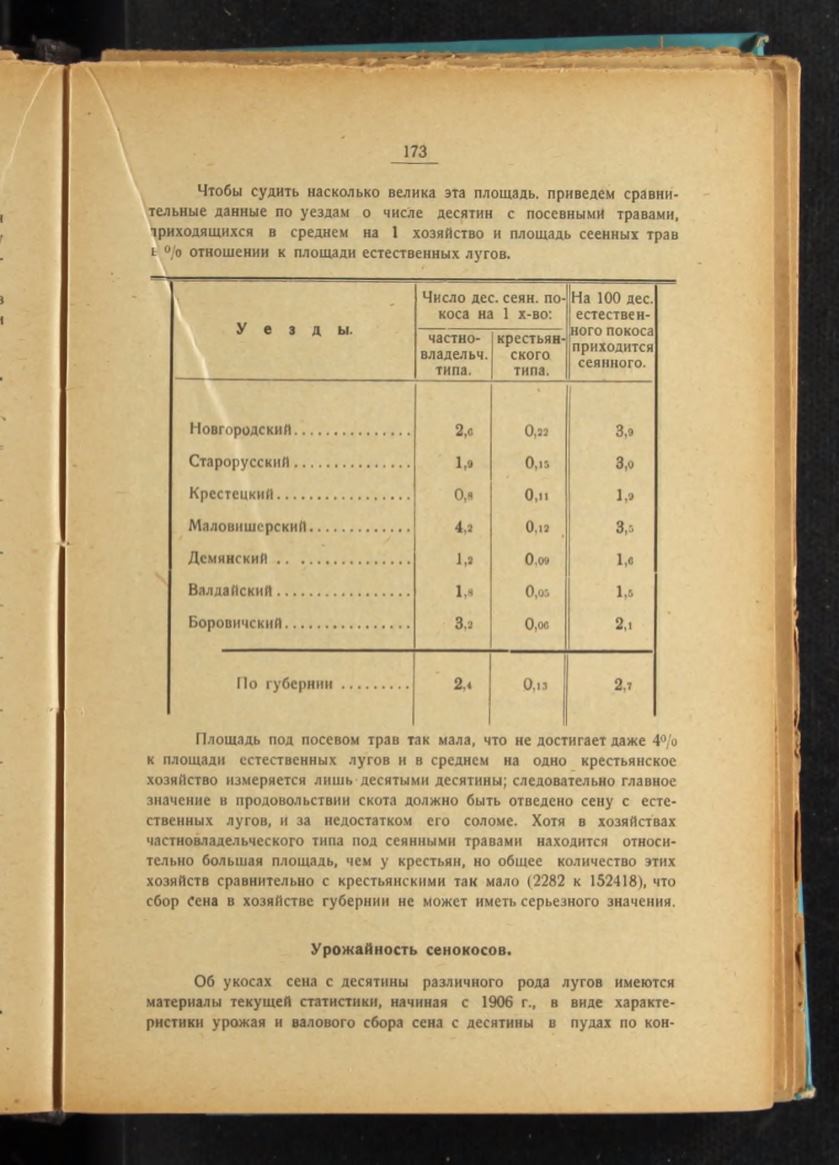 173
Чтобы судить насколько велика эта площадь. приведем сравни-
тельные данные по уездам о числе десятин с посевными травами,
приходящихся в среднем на 1 хозяйство и площадь сеенных трав
в % отношении к площади естественных лугов.
Уезды.
Число дес. сеян. по-
коса на 1 х-во:
частно-
владельч.
типа.
крестьян-
ского
типа.
На 100 дес.
естествен-
ного покоса
приходится
сеянного.
Новгородский.............. 2,6 0,22 3,9
Старорусский.............. 1,9 0,15 3,0
Крестецкий................ 0,8 0,11 1,9
Маловишерский............ 4,2 0,12 3,5
Демянский .. ............. 1,2 0,09 1,6
Валдайский................ 1,8 0,05 1,5
Боровичский............... 3,2 0,06 2,1
По губернии ......... 2,4 0,13 2,7
Площадь под посевом трав так мала, что не достигает даже 4%
к площади естественных лугов и в среднем на одно крестьянское
хозяйство измеряется лишь десятыми десятины; следовательно главное
значение в продовольствии скота должно быть отведено сену с есте-
ственных лугов, и за недостатком его соломе. Хотя в хозяйствах
частновладельческого типа под сеянными травами находится относи-
тельно большая площадь, чем у крестьян, но общее количество этих
хозяйств сравнительно с крестьянскими так мало (2282 к 152418), что
сбор сена в хозяйстве губернии не может иметь серьезного значения.
Урожайность сенокосов.
Об укосах сена с десятины различного рода лугов имеются
материалы текущей статистики, начиная с 1906 г., в виде характе-
ристики урожая и валового сбора сена с десятины в пудах по кон-